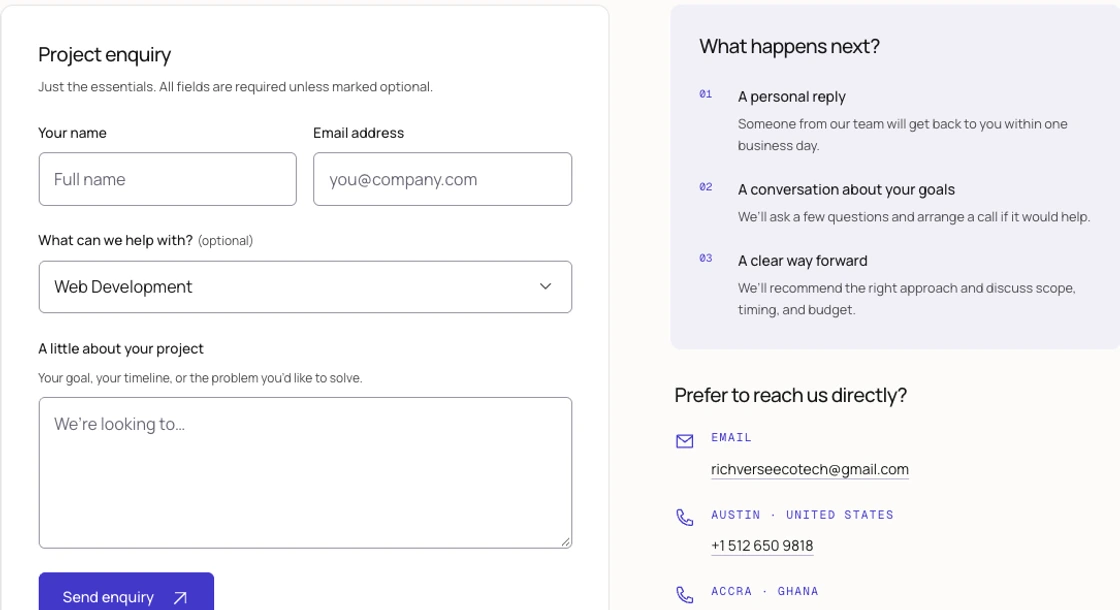 Project enquiry
Just the essentials. All fields are required unless marked optional.
Your name
Email address
Full name
you@company.com
What can we help with? (optional)
Web Development
A little about your project
Your goal, your timeline, or the problem you'd like to solve.
We're looking to...
Send enquiry
What happens next?
01
A personal reply
Someone from our team will get back to you within one
business day.
02
A conversation about your goals
We'll ask a few questions and arrange a call if it would help.
03
A clear way forward
We'll recommend the right approach and discuss scope,
timing, and budget.
Prefer to reach us directly?
EMAIL
richverseecotech@gmail.com
AUSTIN · UNITED STATES
+1 512 650 9818
ACCRA · GHANA